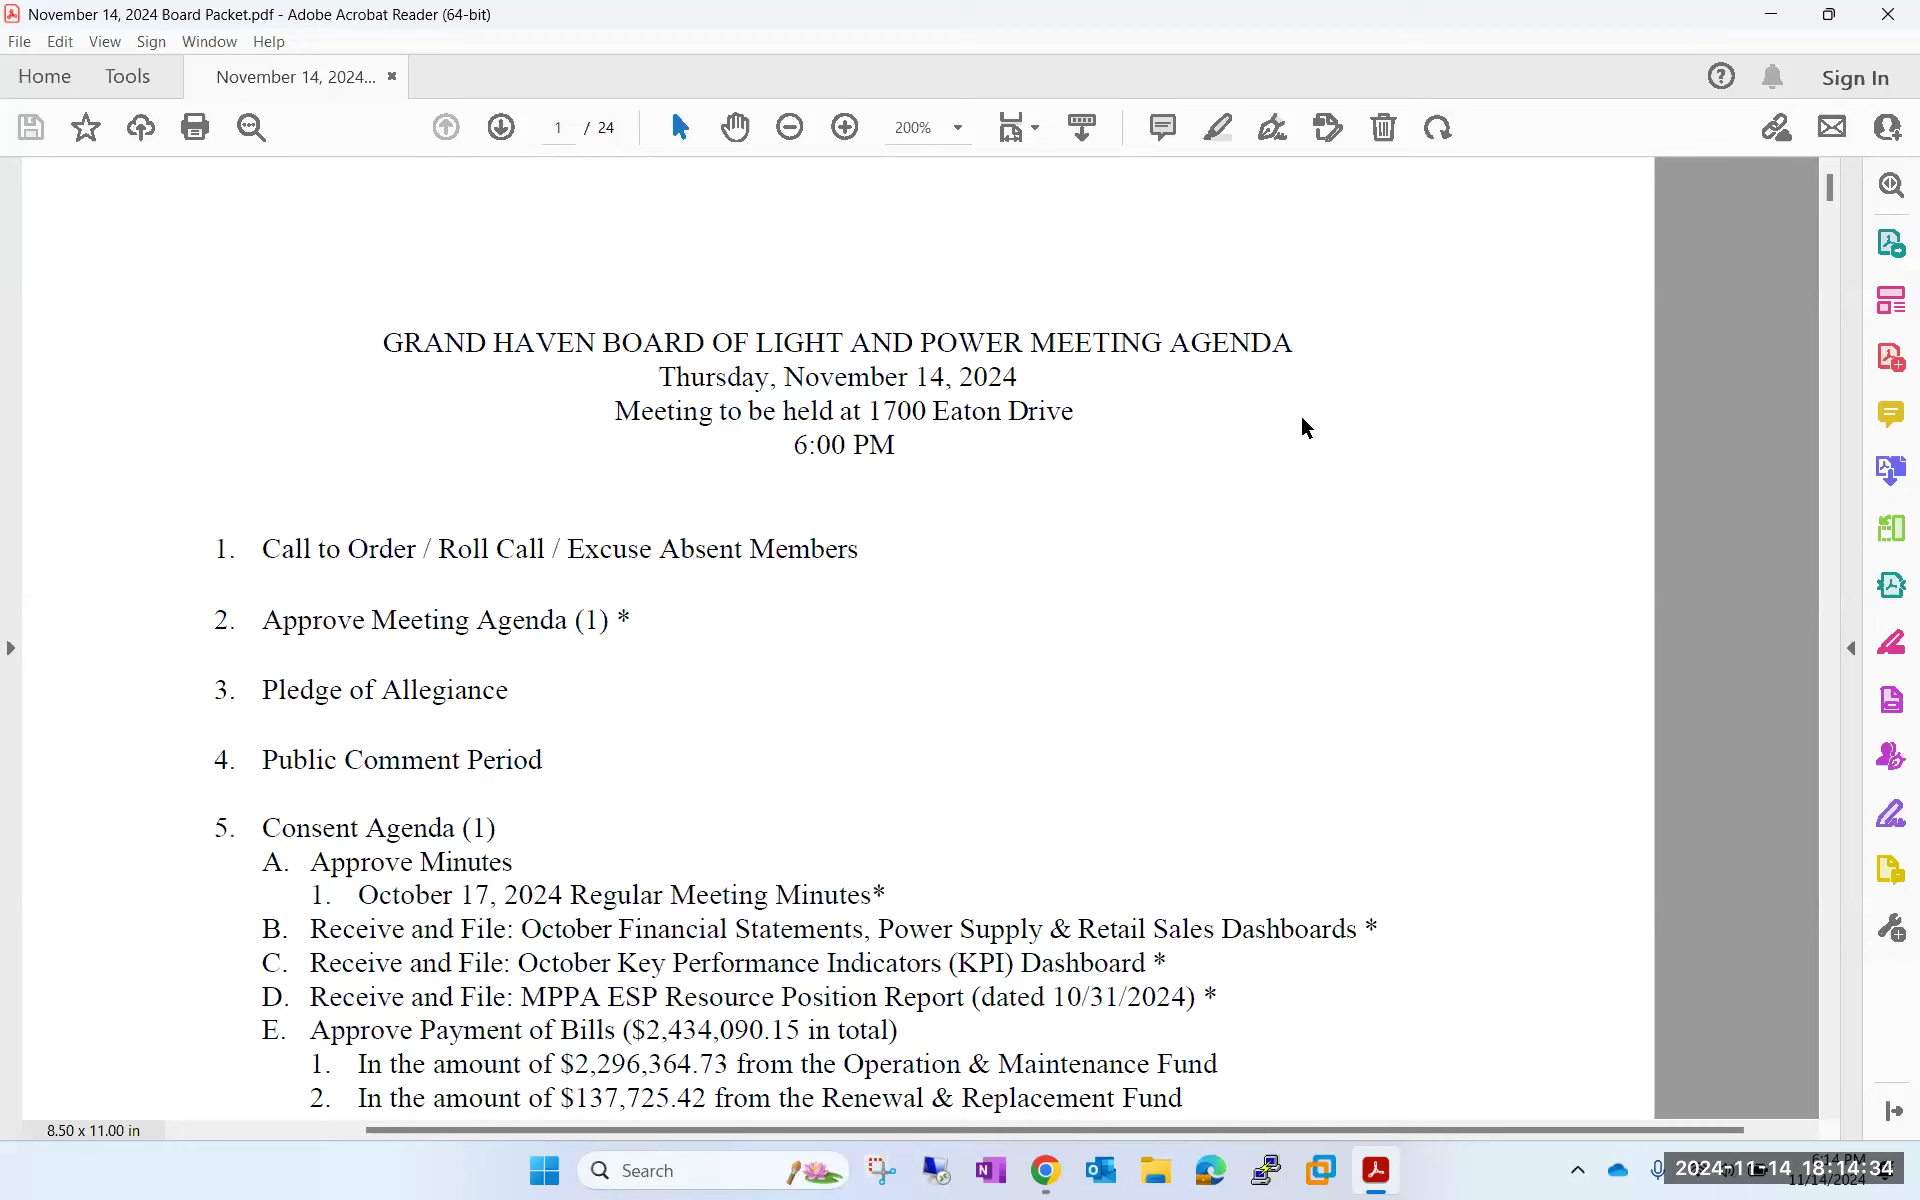 November 14, 2024 Board Packet.pdf - Adobe Acrobat Reader (64-bit)
File Edit View Sign Window Help
Home Tools November 14, 2024... × Sign In
1 / 24 200%
GRAND HAVEN BOARD OF LIGHT AND POWER MEETING AGENDA
Thursday, November 14, 2024
Meeting to be held at 1700 Eaton Drive
6:00 PM
1. Call to Order / Roll Call / Excuse Absent Members
2. Approve Meeting Agenda (1) *
3. Pledge of Allegiance
4. Public Comment Period
5. Consent Agenda (1)
A. Approve Minutes
1. October 17, 2024 Regular Meeting Minutes*
B. Receive and File: October Financial Statements, Power Supply & Retail Sales Dashboards *
C. Receive and File: October Key Performance Indicators (KPI) Dashboard *
D. Receive and File: MPPA ESP Resource Position Report (dated 10/31/2024) *
E. Approve Payment of Bills ($2,434,090.15 in total)
1. In the amount of $2,296,364.73 from the Operation & Maintenance Fund
2. In the amount of $137,725.42 from the Renewal & Replacement Fund
8.50 x 11.00 in
Search
6:14 PM
2024-11-14 18:14:34
11/14/2024